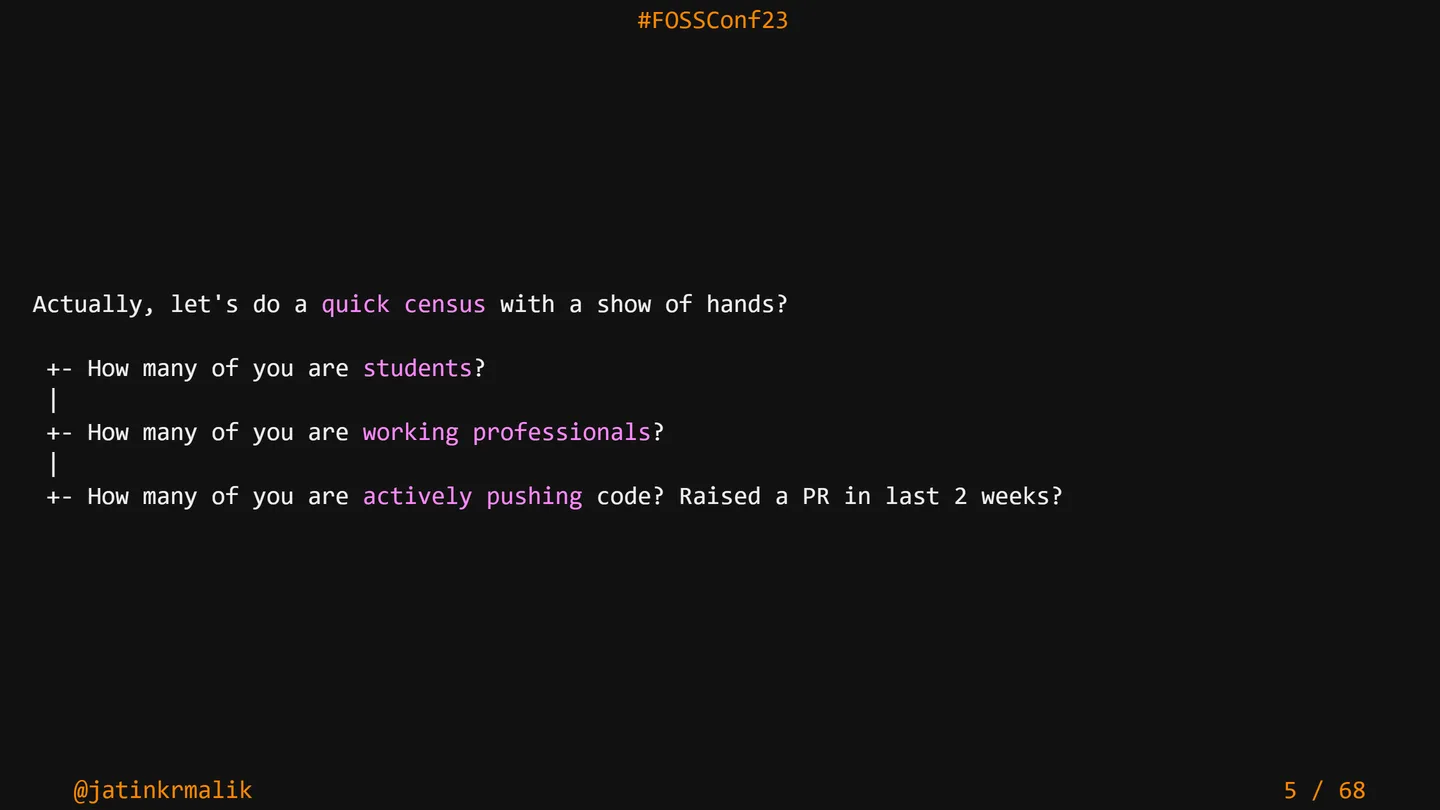 #FOSSConf23
Actually, let's do a quick census with a show of hands?
+- How many of you are students?
|
+- How many of you are working professionals?
|
+- How many of you are actively pushing code? Raised a PR in last 2 weeks?
@jatinkrmalik
5 / 68